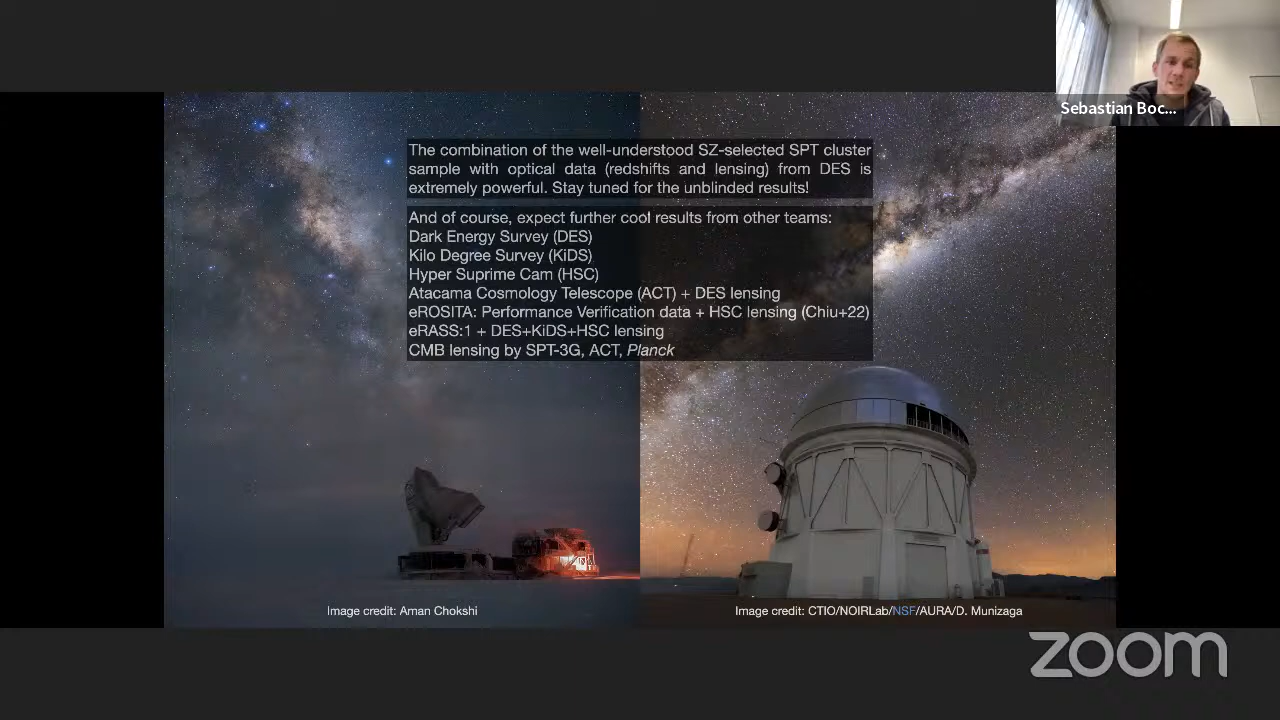 Sebastian Boc...
The combination of the well-understood SZ-selected SPT cluster
sample with optical data (redshifts and lensing) from DES is
extremely powerful. Stay tuned for the unblinded results!
And of course, expect further cool results from other teams:
Dark Energy Survey (DES)
Kilo Degree Survey (KiDS)
Hyper Suprime Cam (HSC)
Atacama Cosmology Telescope (ACT) + DES lensing
eROSITA: Performance Verification data + HSC lensing (Chiu+22)
eRASS:1 + DES+KiDS+HSC lensing
CMB lensing by SPT-3G, ACT, Planck
Image credit: Aman Chokshi
Image credit: CTIO/NOIRLab/NSF/AURA/D. Munizaga
zoom